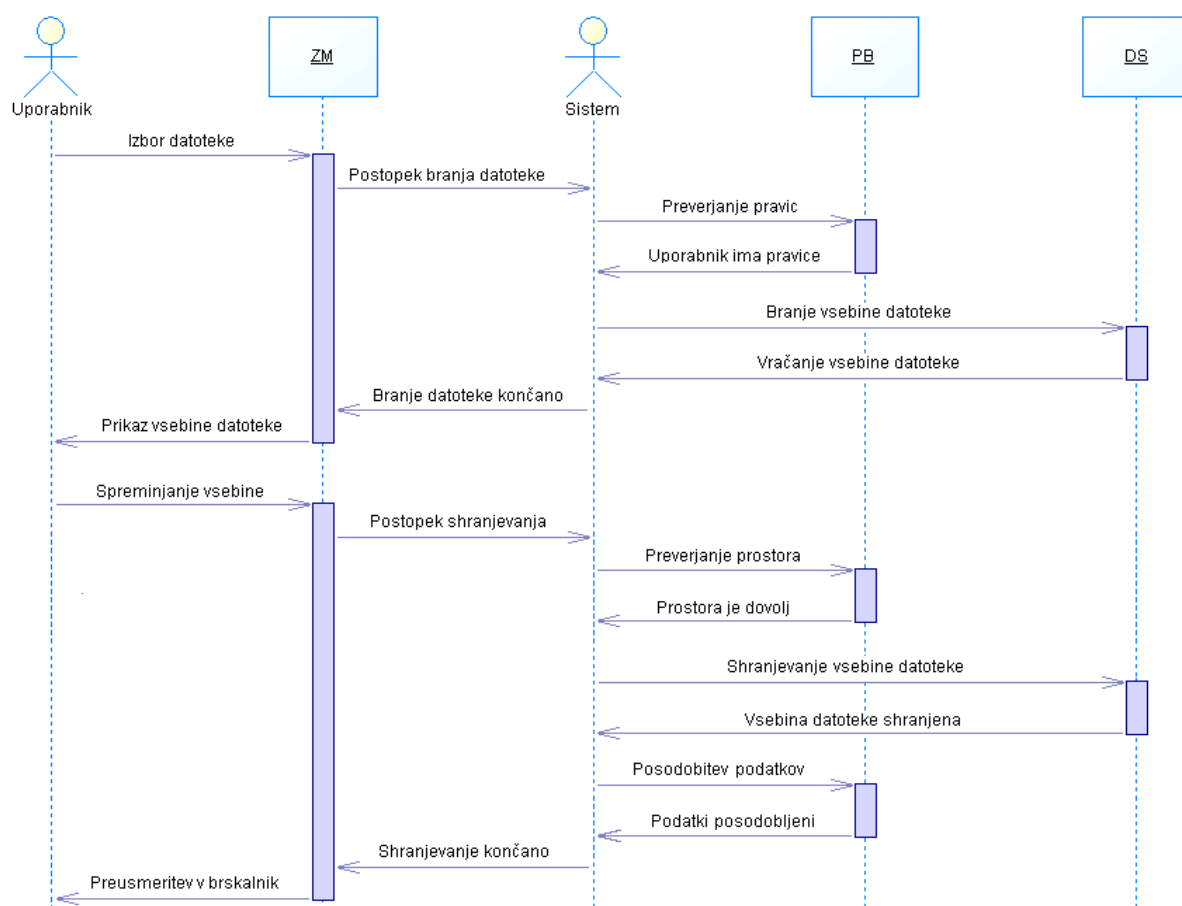 ZM
PB
DS
Uporabnik
Sistem
Izbor datoteke
Postopek branja datoteke
Preverjanje pravic
Uporabnik ima pravice
Branje vsebine datoteke
Vračanje vsebine datoteke
Branje datoteke končano
Prikaz vsebine datoteke
Spreminjanje vsebine
Postopek shranjevanja
Preverjanje prostora
Prostora je dovolj
Shranjevanje vsebine datoteke
Vsebina datoteke shranjena
Posodobitev podatkov
Podatki posodobljeni
Shranjevanje končano
Preusmeritev v brskalnik